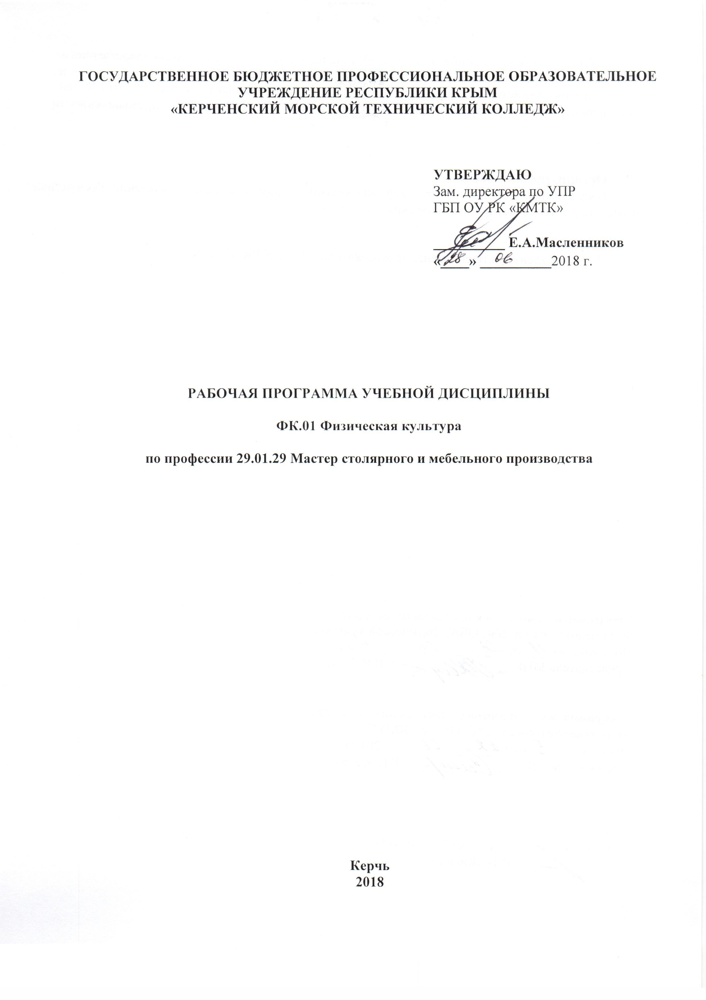 ГОСУДАРСТВЕННОЕ БЮДЖЕТНОЕ ПРОФЕССИОНАЛЬНОЕ ОБРАЗОВАТЕЛЬНОЕ
УЧРЕЖДЕНИЕ РЕСПУБЛИКИ КРЫМ
«КЕРЧЕНСКИЙ МОРСКОЙ ТЕХНИЧЕСКИЙ КОЛЛЕДЖ»
УТВЕРЖДАЮ
Зам. директора по УПР
ГБП ОУ РК «КМТК»
Е.А.Масленников
«28» 06 2018 г.
РАБОЧАЯ ПРОГРАММА УЧЕБНОЙ ДИСЦИПЛИНЫ
ФК.01 Физическая культура
по профессии 29.01.29 Мастер столярного и мебельного производства
Керчь
2018